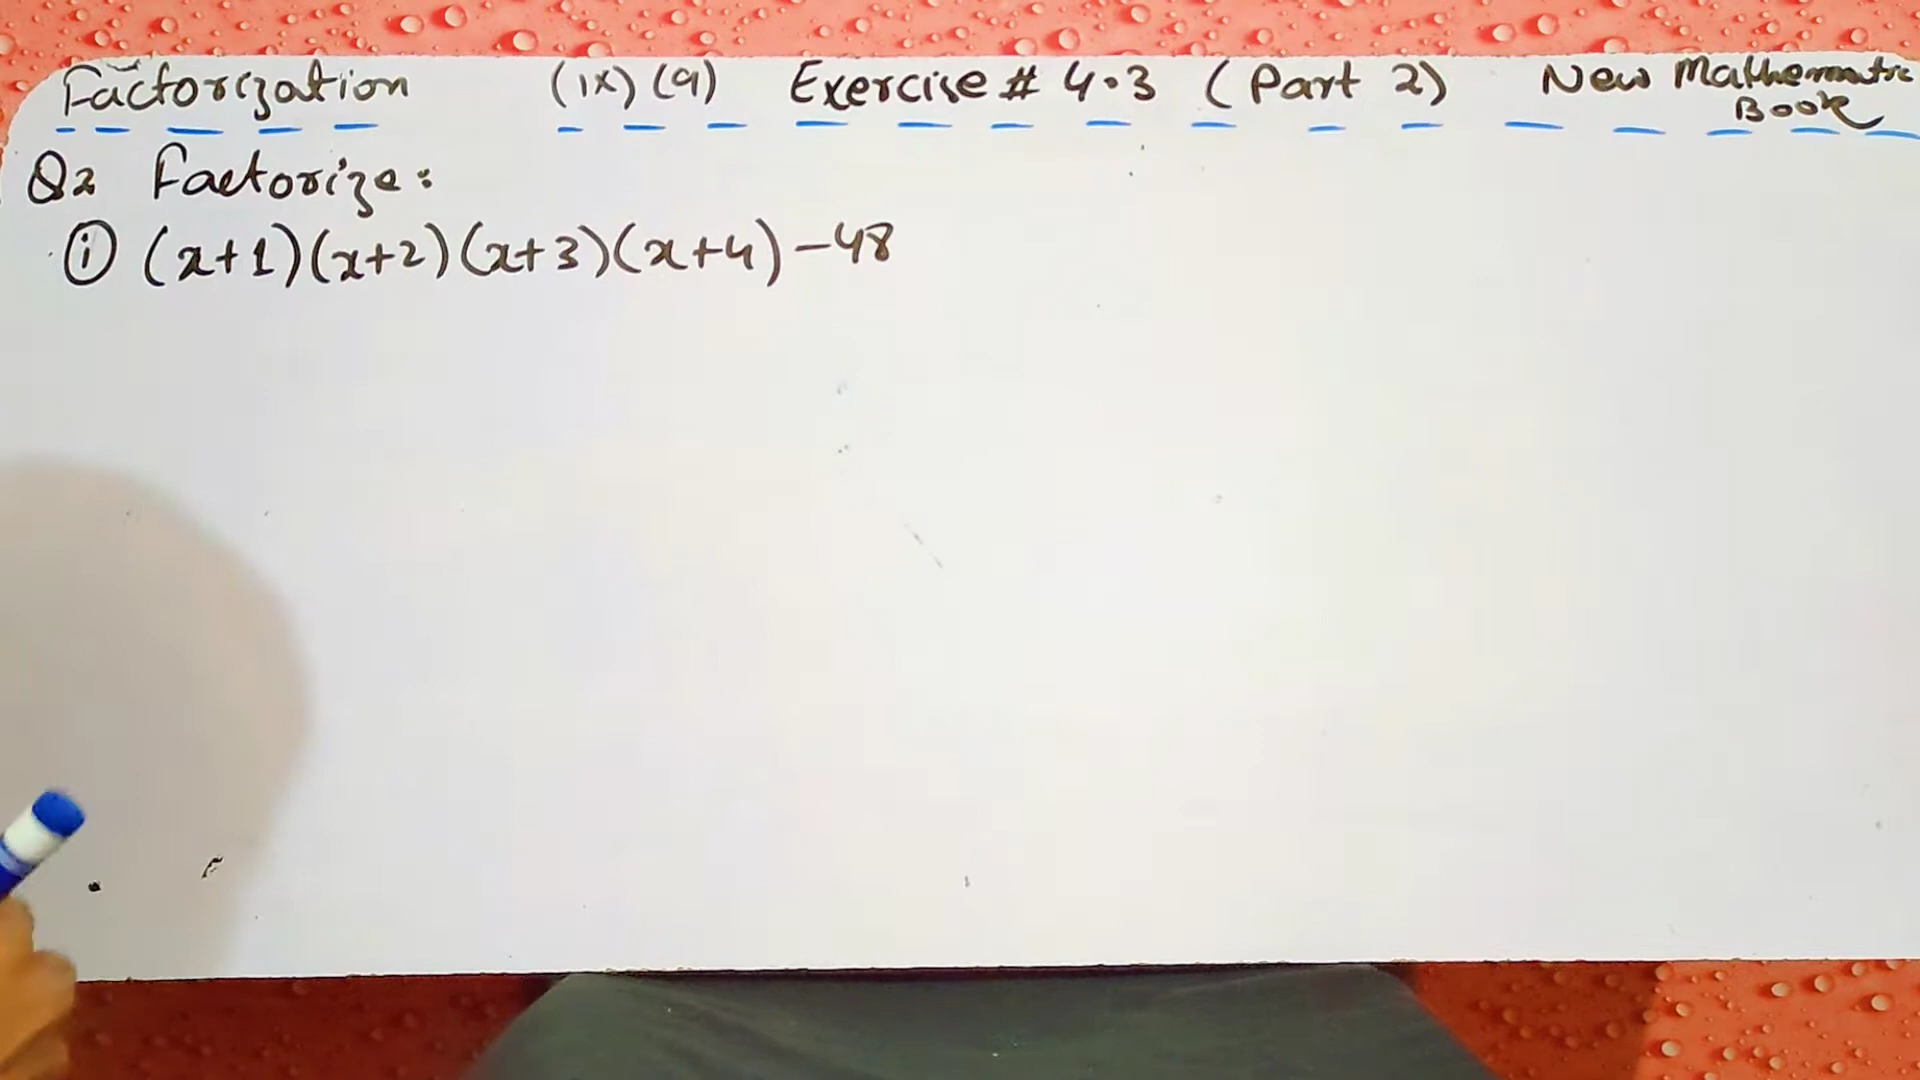 Factorization (ix) (9) Exercise # 4.3 (Part 2) New Mathematic
Book
Q2 Factorize:
(i) (x+1)(x+2)(x+3)(x+4)-48